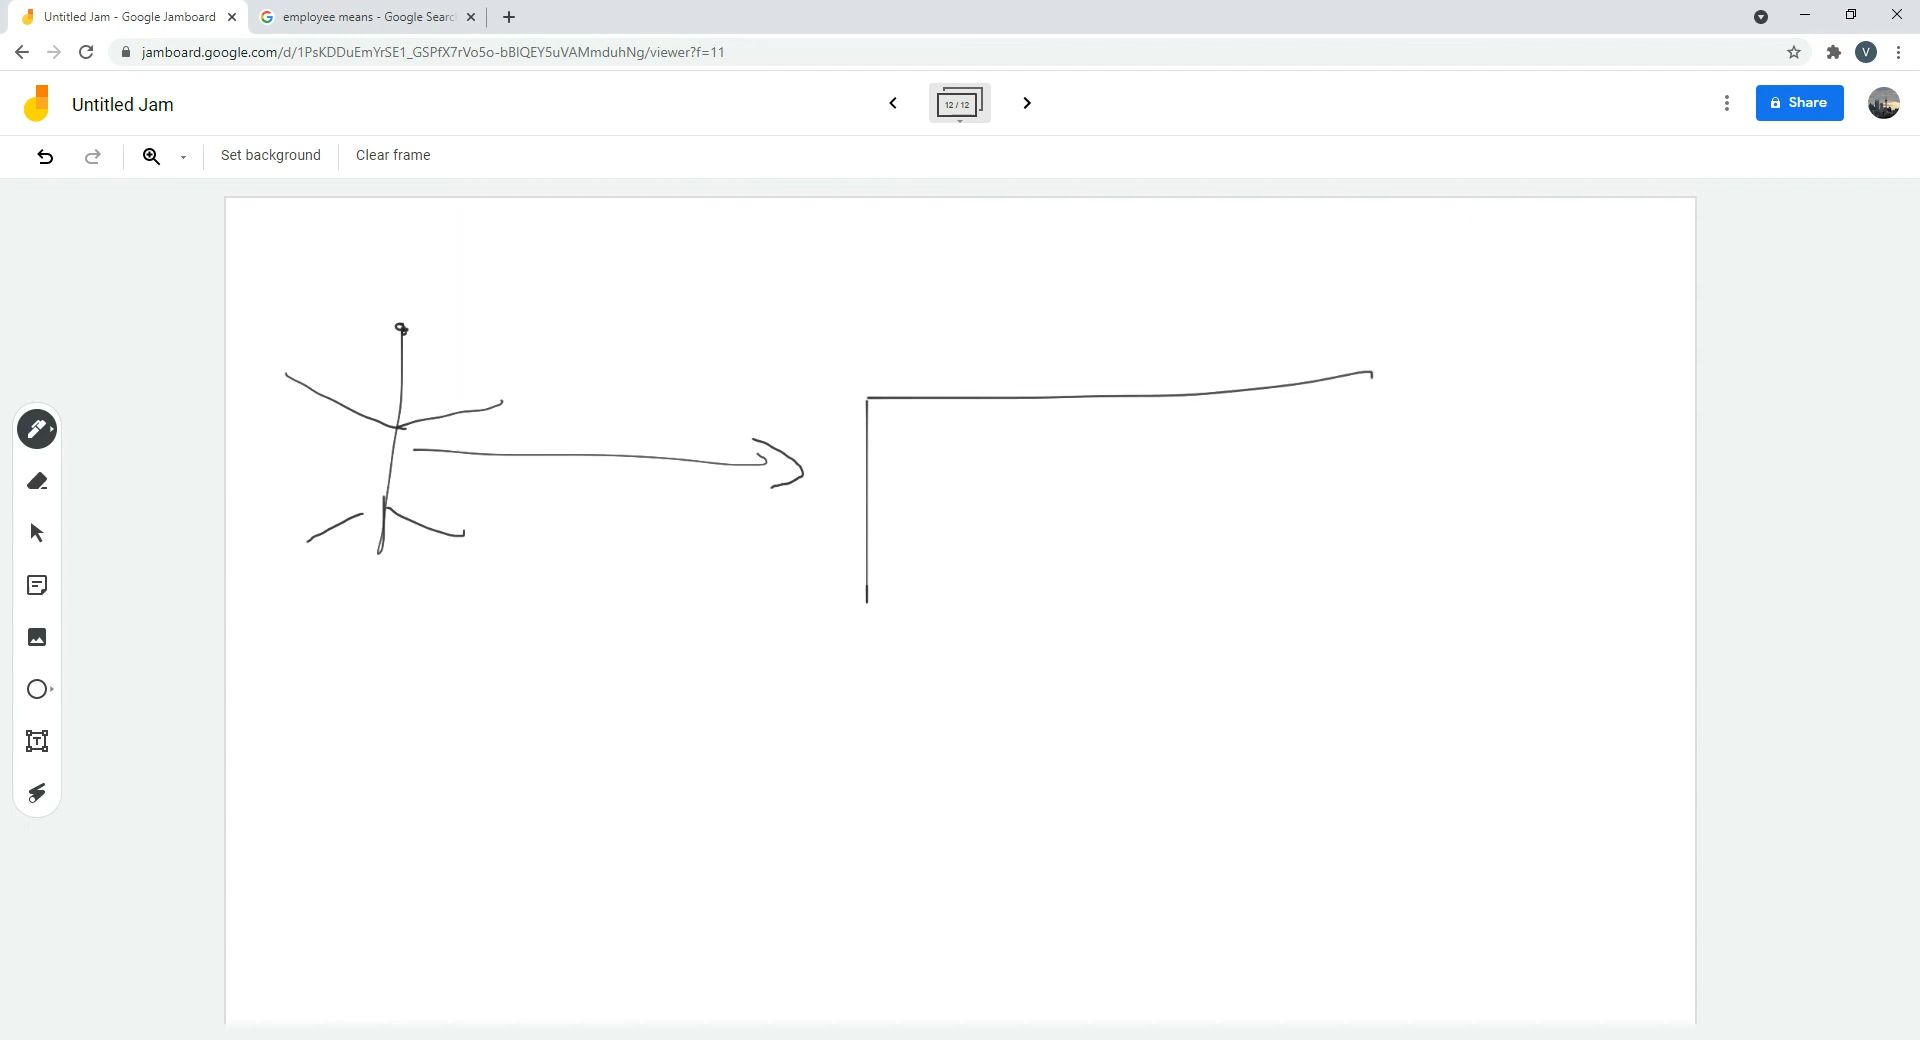 Untitled Jam - Google Jamboard
employee means - Google Searc
jamboard.google.com/d/1PsKDDuEmYrSE1_GSPfX7rVo5o-bBlQEY5uVAMmduhNg/viewer?f=11
V
Untitled Jam
12 / 12
Share
Set background
Clear frame
T